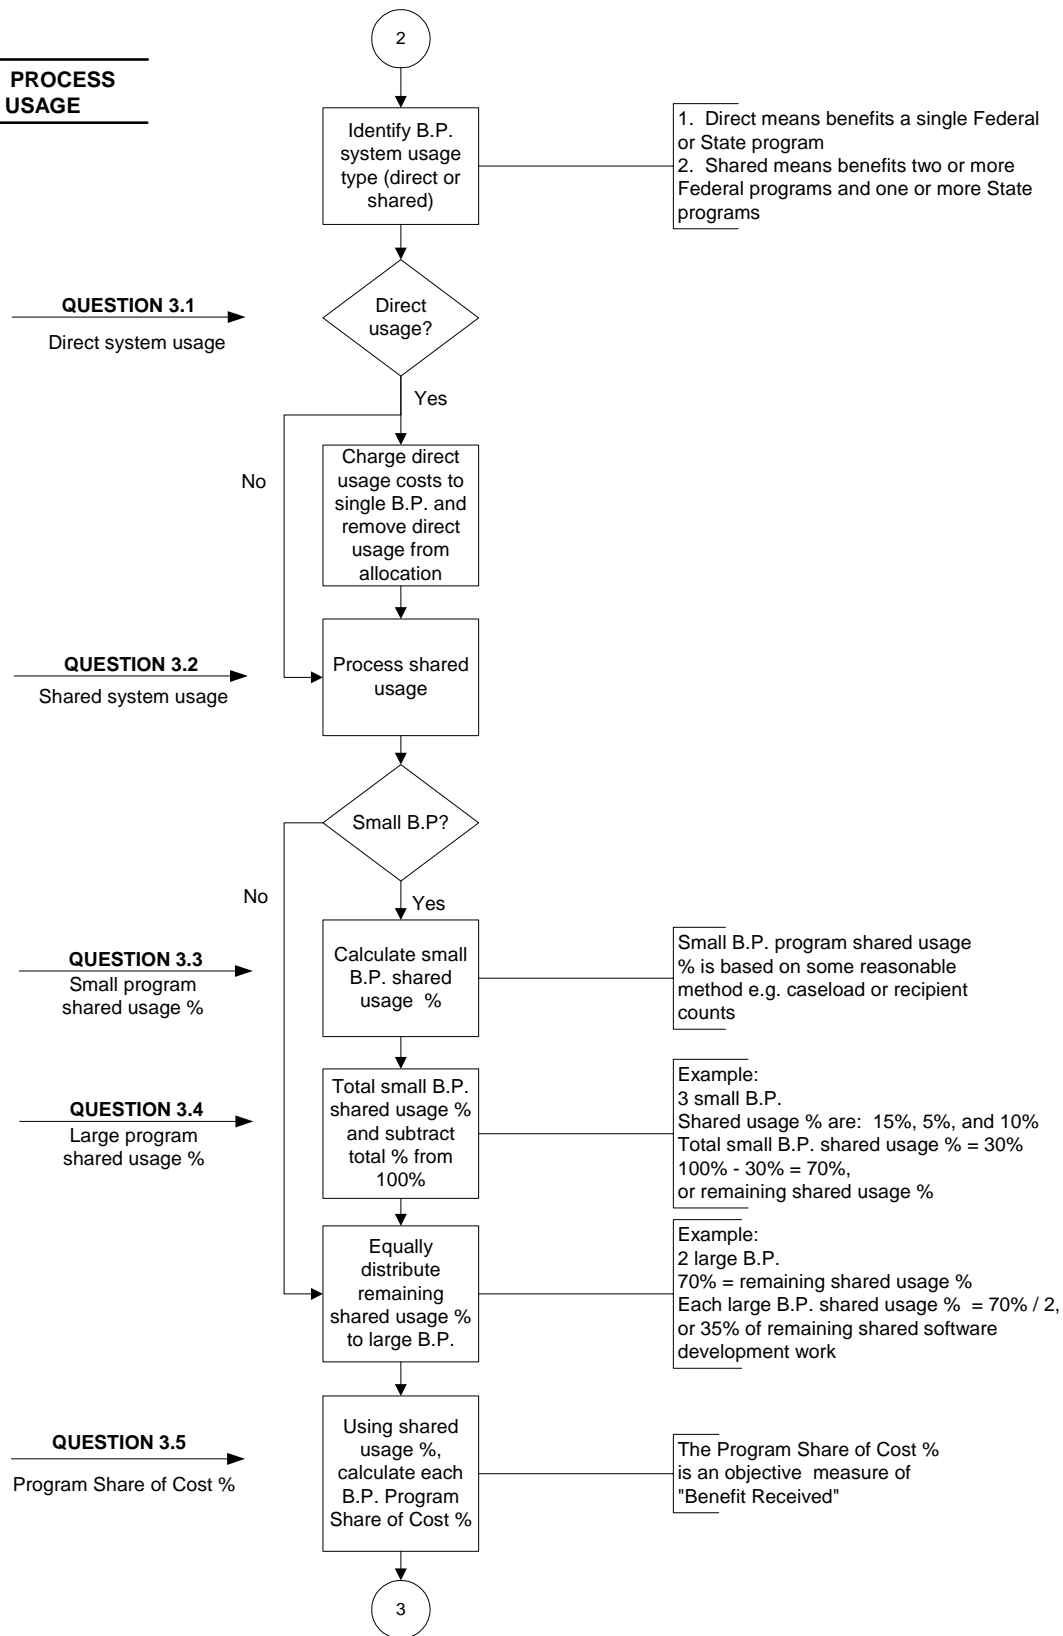 2
PROCESS
USAGE
Identify B.P.
system usage
type (direct or
shared)
1.  Direct means benefits a single Federal
or State program
2.  Shared means benefits two or more
Federal programs and one or more State
programs
QUESTION 3.1
Direct system usage
Direct
usage?
Yes
No
Charge direct
usage costs to
single B.P. and
remove direct
usage from
allocation
QUESTION 3.2
Shared system usage
Process shared
usage
Small B.P?
No
Yes
QUESTION 3.3
Small program
shared usage %
Calculate small
B.P. shared
usage  %
Small B.P. program shared usage
% is based on some reasonable
method e.g. caseload or recipient
counts
QUESTION 3.4
Large program
shared usage %
Total small B.P.
shared usage %
and subtract
total % from
100%
Example:
3 small B.P.
Shared usage % are:  15%, 5%, and 10%
Total small B.P. shared usage % = 30%
100% - 30% = 70%,
or remaining shared usage %
Equally
distribute
remaining
shared usage %
to large B.P.
Example:
2 large B.P.
70% = remaining shared usage %
Each large B.P. shared usage %  = 70% / 2,
or 35% of remaining shared software
development work
QUESTION 3.5
Program Share of Cost %
Using shared
usage %,
calculate each
B.P. Program
Share of Cost %
The Program Share of Cost %
is an objective  measure of
"Benefit Received"
3